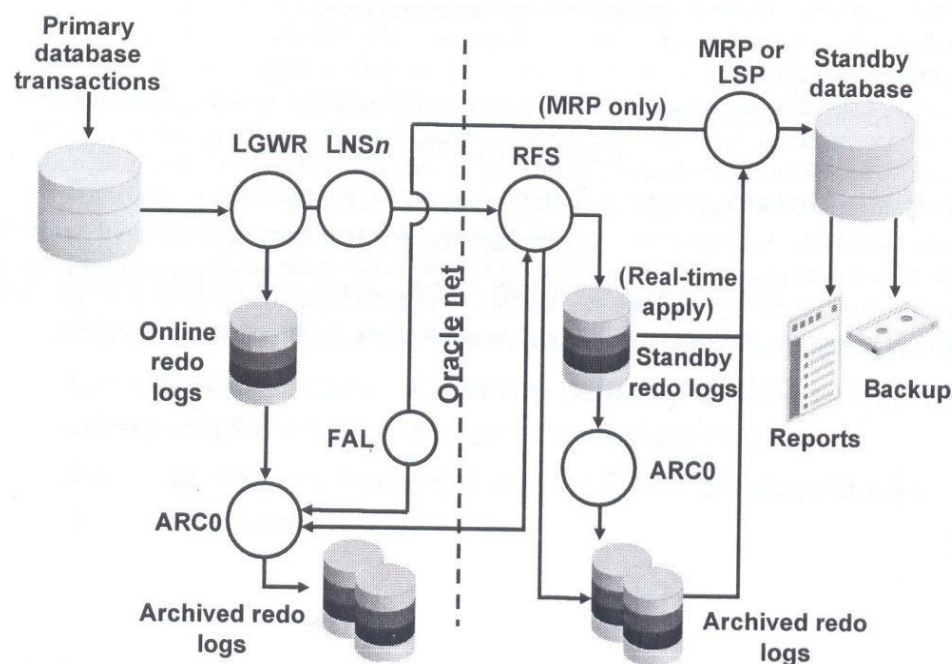 Primary
database
transactions
MRP or
LSP
Standby
database
(MRP only)
LGWR
LNSn
RFS
Oracle net
(Real-time
apply)
Online
redo
logs
Standby
redo logs
Backup
Reports
FAL
ARC0
ARC0
Archived redo
logs
Archived redo
logs